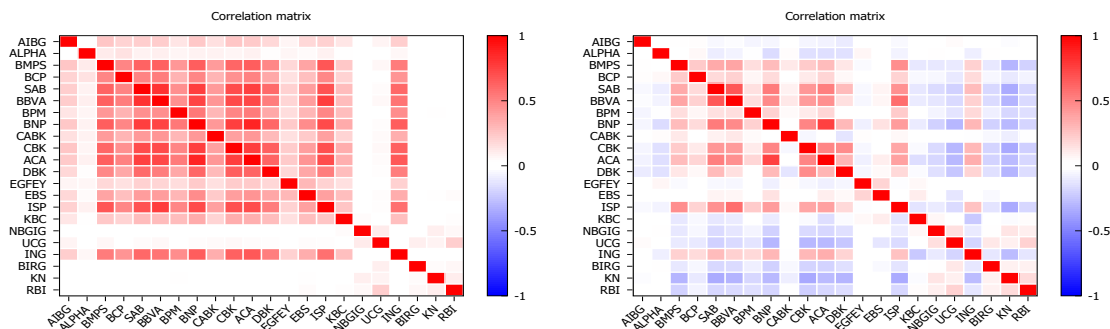 Correlation matrix
AIBG
ALPHA
BMPS
BCP
SAB
BBVA
BPM
BNP
CABK
CBK
ACA
DBK
EGFEY
EBS
ISP
KBC
NBGIG
UCG
ING
BIRG
KN
RBI
AIBG ALPHA BMPS BCP SAB BBVA BPM BNP CABK CBK ACA DBK EGFEY EBS ISP KBC NBGIG UCG ING BIRG KN RBI
1
0.5
0
-0.5
-1
Correlation matrix
AIBG
ALPHA
BMPS
BCP
SAB
BBVA
BPM
BNP
CABK
CBK
ACA
DBK
EGFEY
EBS
ISP
KBC
NBGIG
UCG
ING
BIRG
KN
RBI
AIBG ALPHA BMPS BCP SAB BBVA BPM BNP CABK CBK ACA DBK EGFEY EBS ISP KBC NBGIG UCG ING BIRG KN RBI
1
0.5
0
-0.5
-1